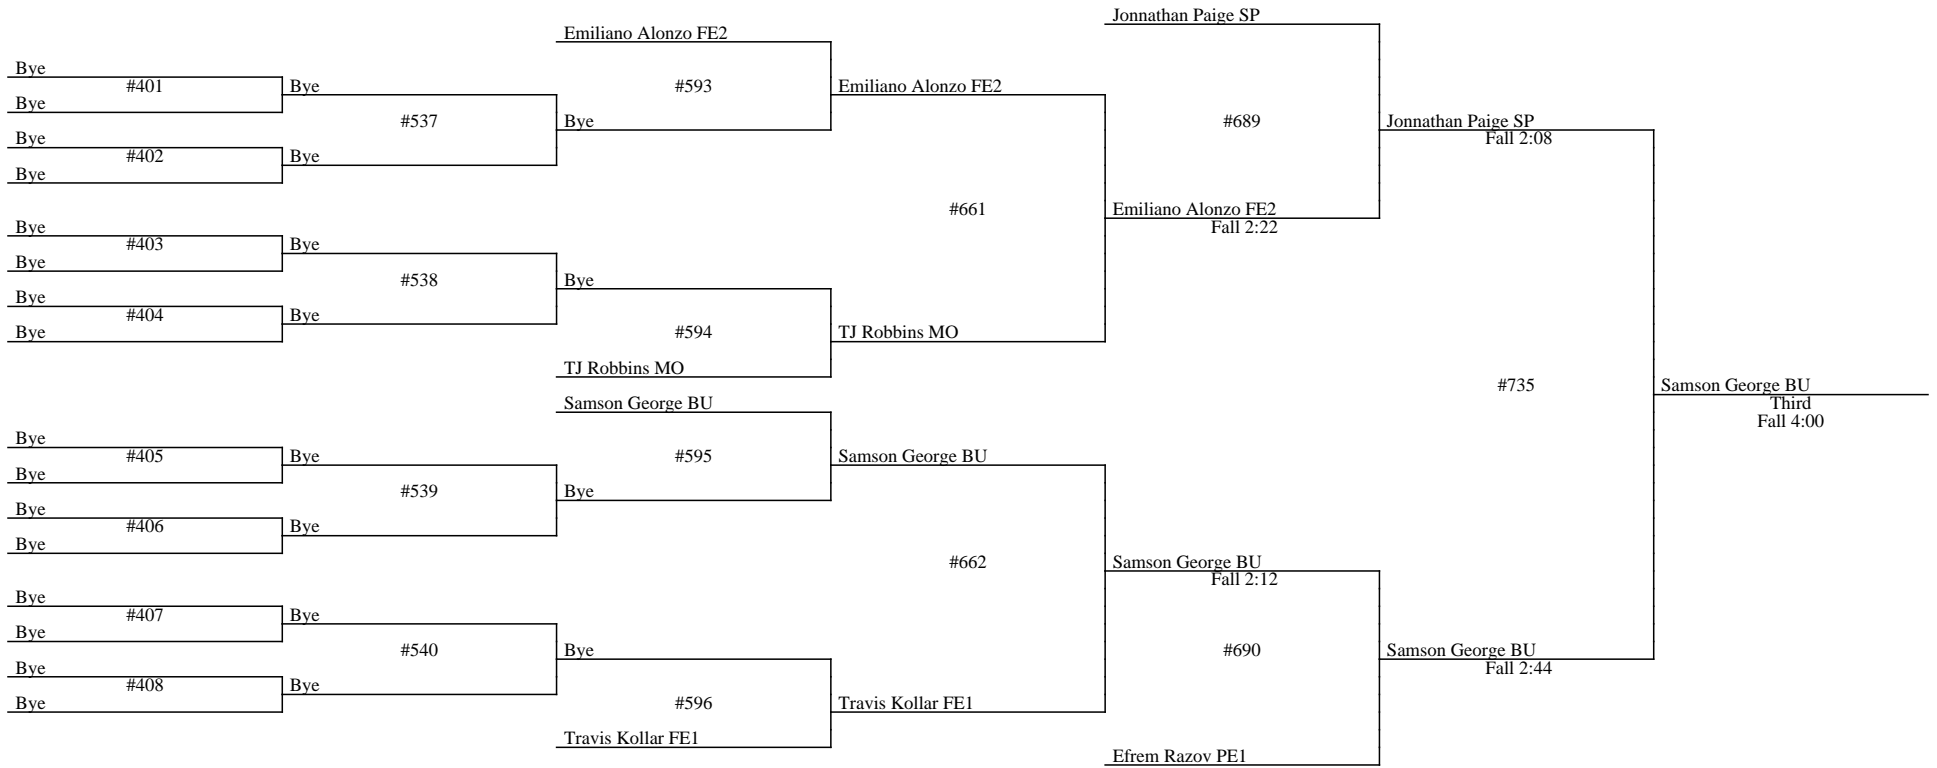 Jonnathan Paige SP
Emiliano Alonzo FE2
Bye
#401
Bye
#593
Emiliano Alonzo FE2
Bye
#537
Bye
#689
Jonnathan Paige SP
Bye
#402
Bye
Fall 2:08
Bye
#661
Emiliano Alonzo FE2
Bye
#403
Bye
Fall 2:22
Bye
#538
Bye
Bye
#404
Bye
Bye
#594
TJ Robbins MO
TJ Robbins MO
#735
Samson George BU
Samson George BU
Third
Fall 4:00
Bye
#405
Bye
#595
Samson George BU
Bye
#539
Bye
Bye
#406
Bye
Bye
#662
Samson George BU
Fall 2:12
Bye
#407
Bye
Bye
#540
Bye
#690
Samson George BU
Bye
#408
Bye
Fall 2:44
Bye
#596
Travis Kollar FE1
Travis Kollar FE1
Efrem Razov PE1